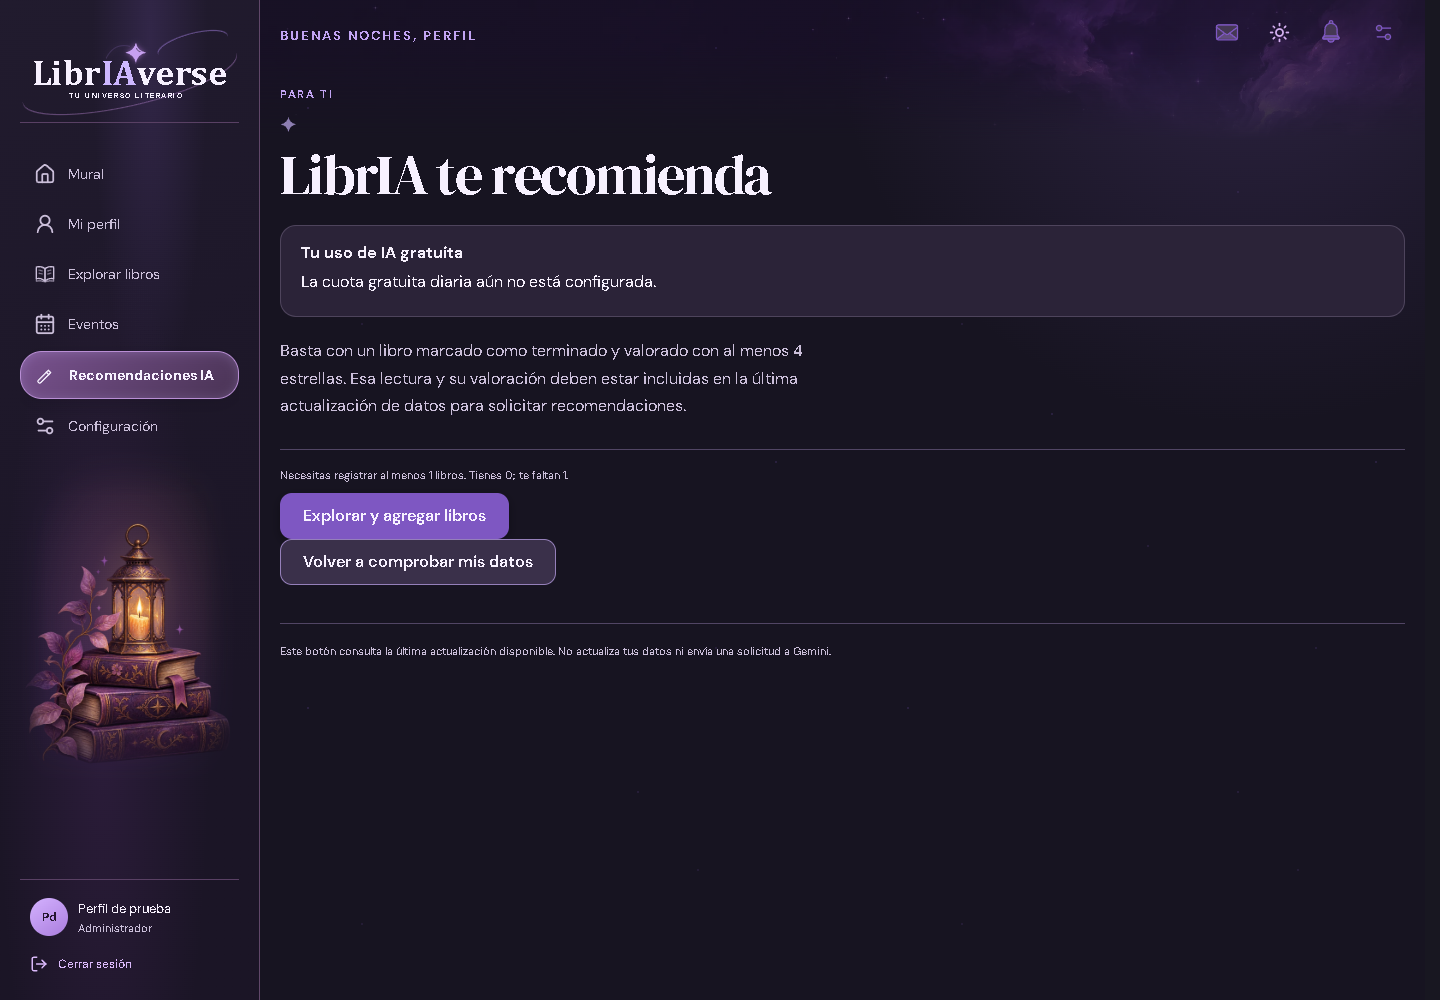 LibrIAverse
TU UNIVERSO LITERARIO
Mural
Mi perfil
Explorar libros
Eventos
Recomendaciones IA
Configuración
Pd
Perfil de prueba
Administrador
Cerrar sesión
BUENAS NOCHES, PERFIL
PARA TI
LibrIA te recomienda
Tu uso de IA gratuita
La cuota gratuita diaria aún no está configurada.
Basta con un libro marcado como terminado y valorado con al menos 4
estrellas. Esa lectura y su valoración deben estar incluidas en la última
actualización de datos para solicitar recomendaciones.
Necesitas registrar al menos 1 libros. Tienes 0; te faltan 1.
Explorar y agregar libros
Volver a comprobar mis datos
Este botón consulta la última actualización disponible. No actualiza tus datos ni envía una solicitud a Gemini.